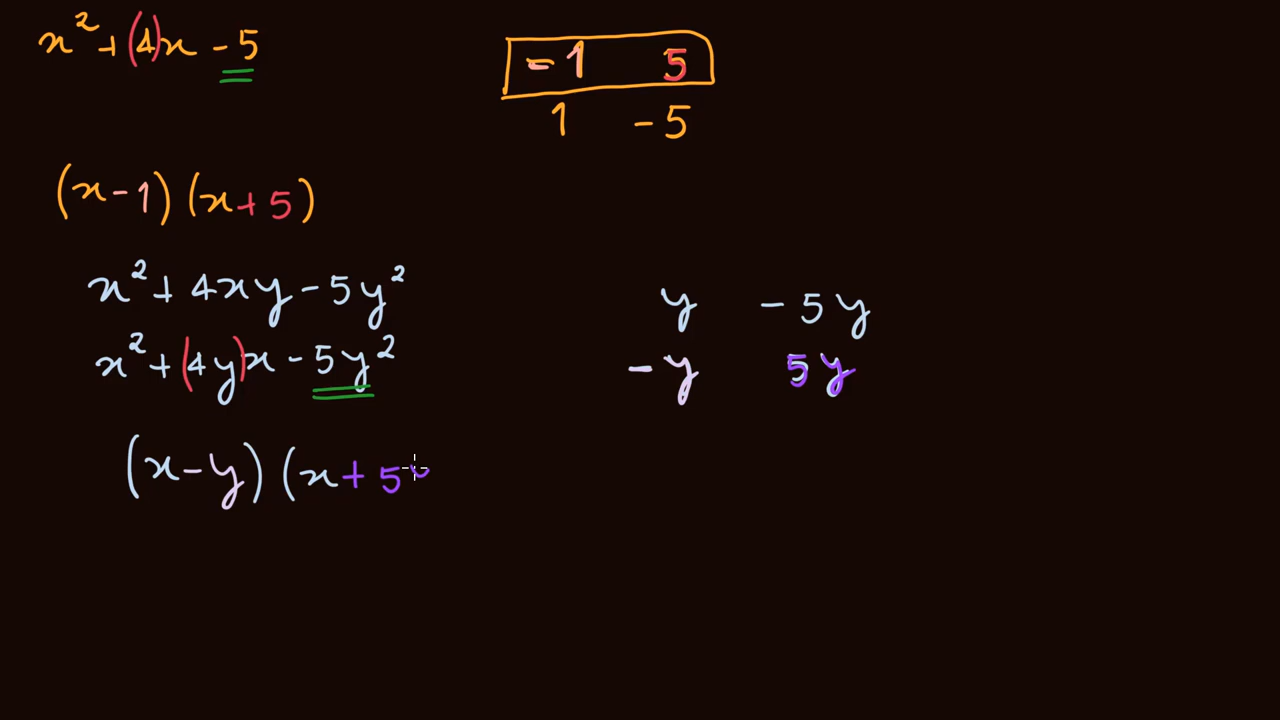 x² + (4)x - 5
-1 5
1 -5
(x - 1) (x + 5)
x² + 4xy - 5y²
x² + (4y)x - 5y²
y -5y
-y 5y
(x - y) (x + 5